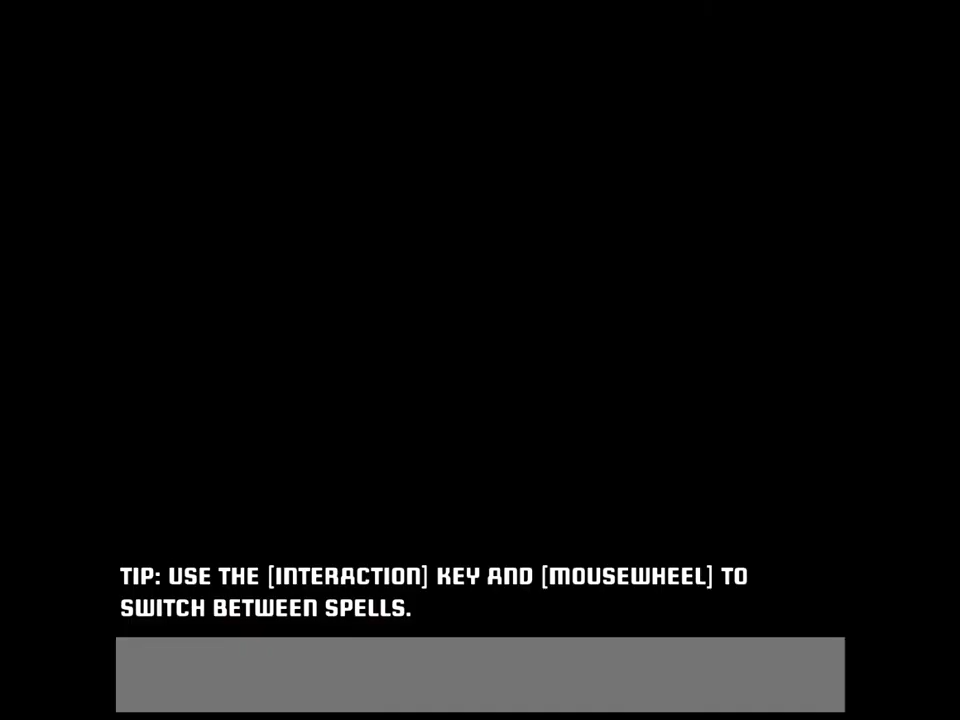 TIP: USE THE [INTERACTION] KEY AND [MOUSEWHEEL] TO
SWITCH BETWEEN SPELLS.